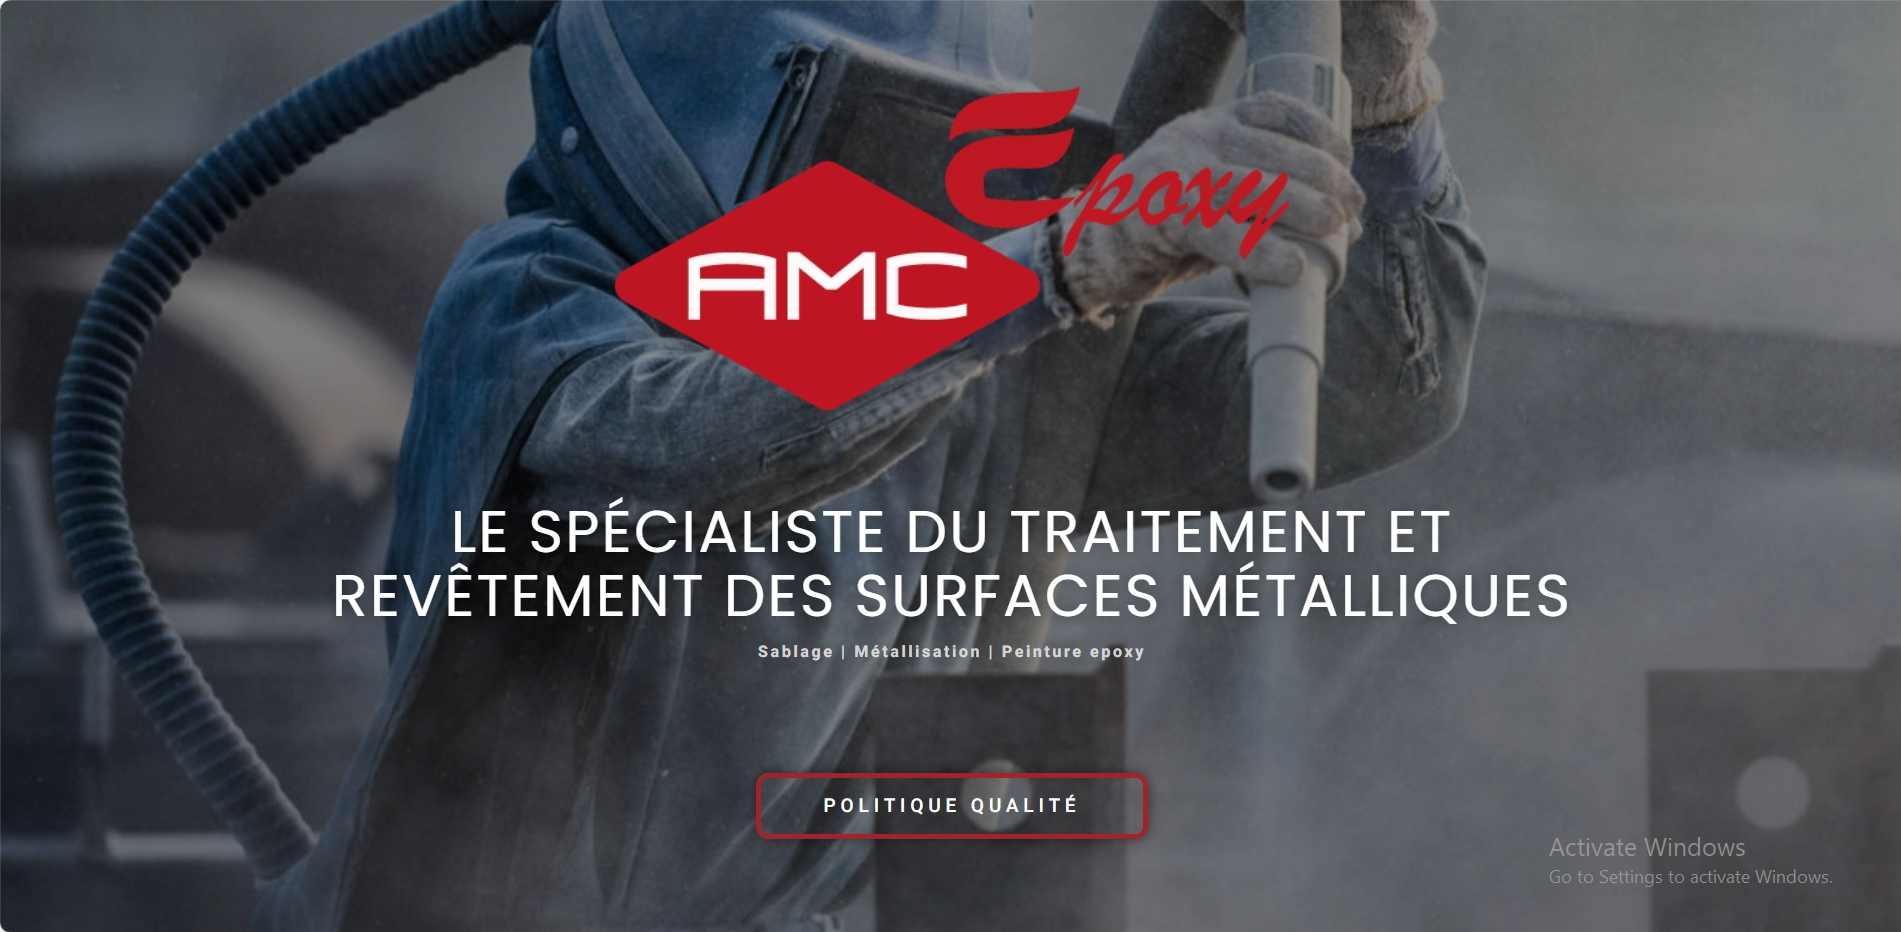 Epoxy
AMC
LE SPÉCIALISTE DU TRAITEMENT ET
REVÊTEMENT DES SURFACES MÉTALLIQUES
Sablage | Métallisation | Peinture epoxy
POLITIQUE QUALITÉ
Activate Windows
Go to Settings to activate Windows.